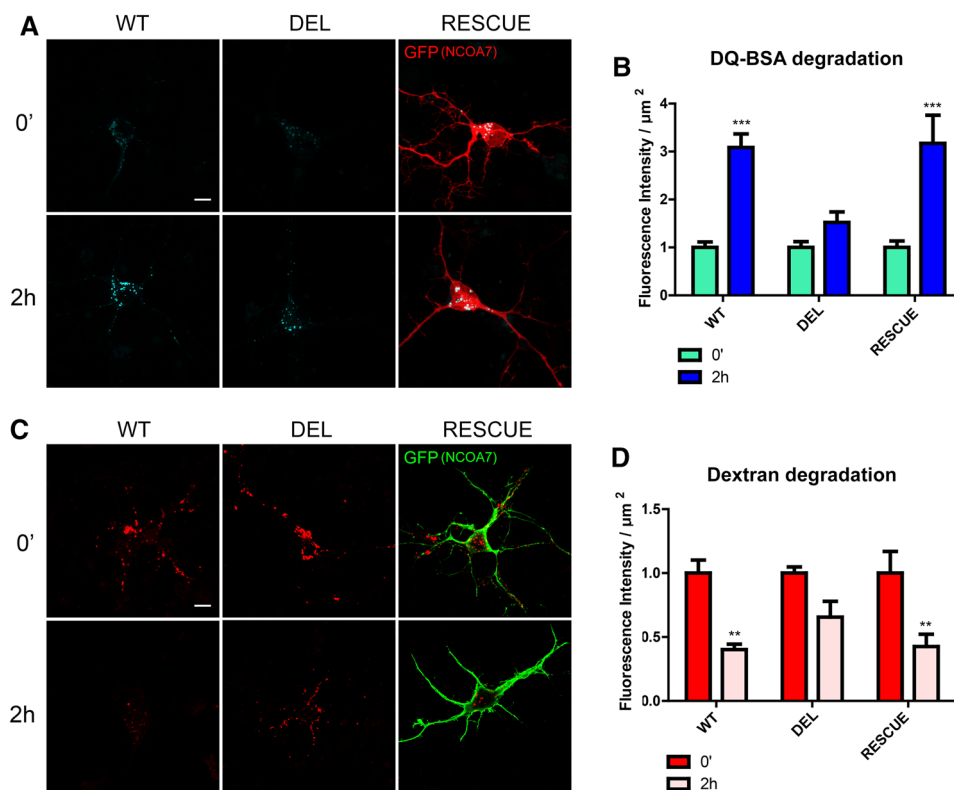 A
WT
DEL
RESCUE
0'
GFP(NCOA7)
2h
B
DQ-BSA degradation
Fluorescence Intensity / µm 2
4
3
2
1
0
***
***
WT
DEL
RESCUE
0'
2h
C
WT
DEL
RESCUE
0'
GFP(NCOA7)
2h
D
Dextran degradation
Fluorescence Intensity / µm 2
1.5
1.0
0.5
0.0
**
**
WT
DEL
RESCUE
0'
2h